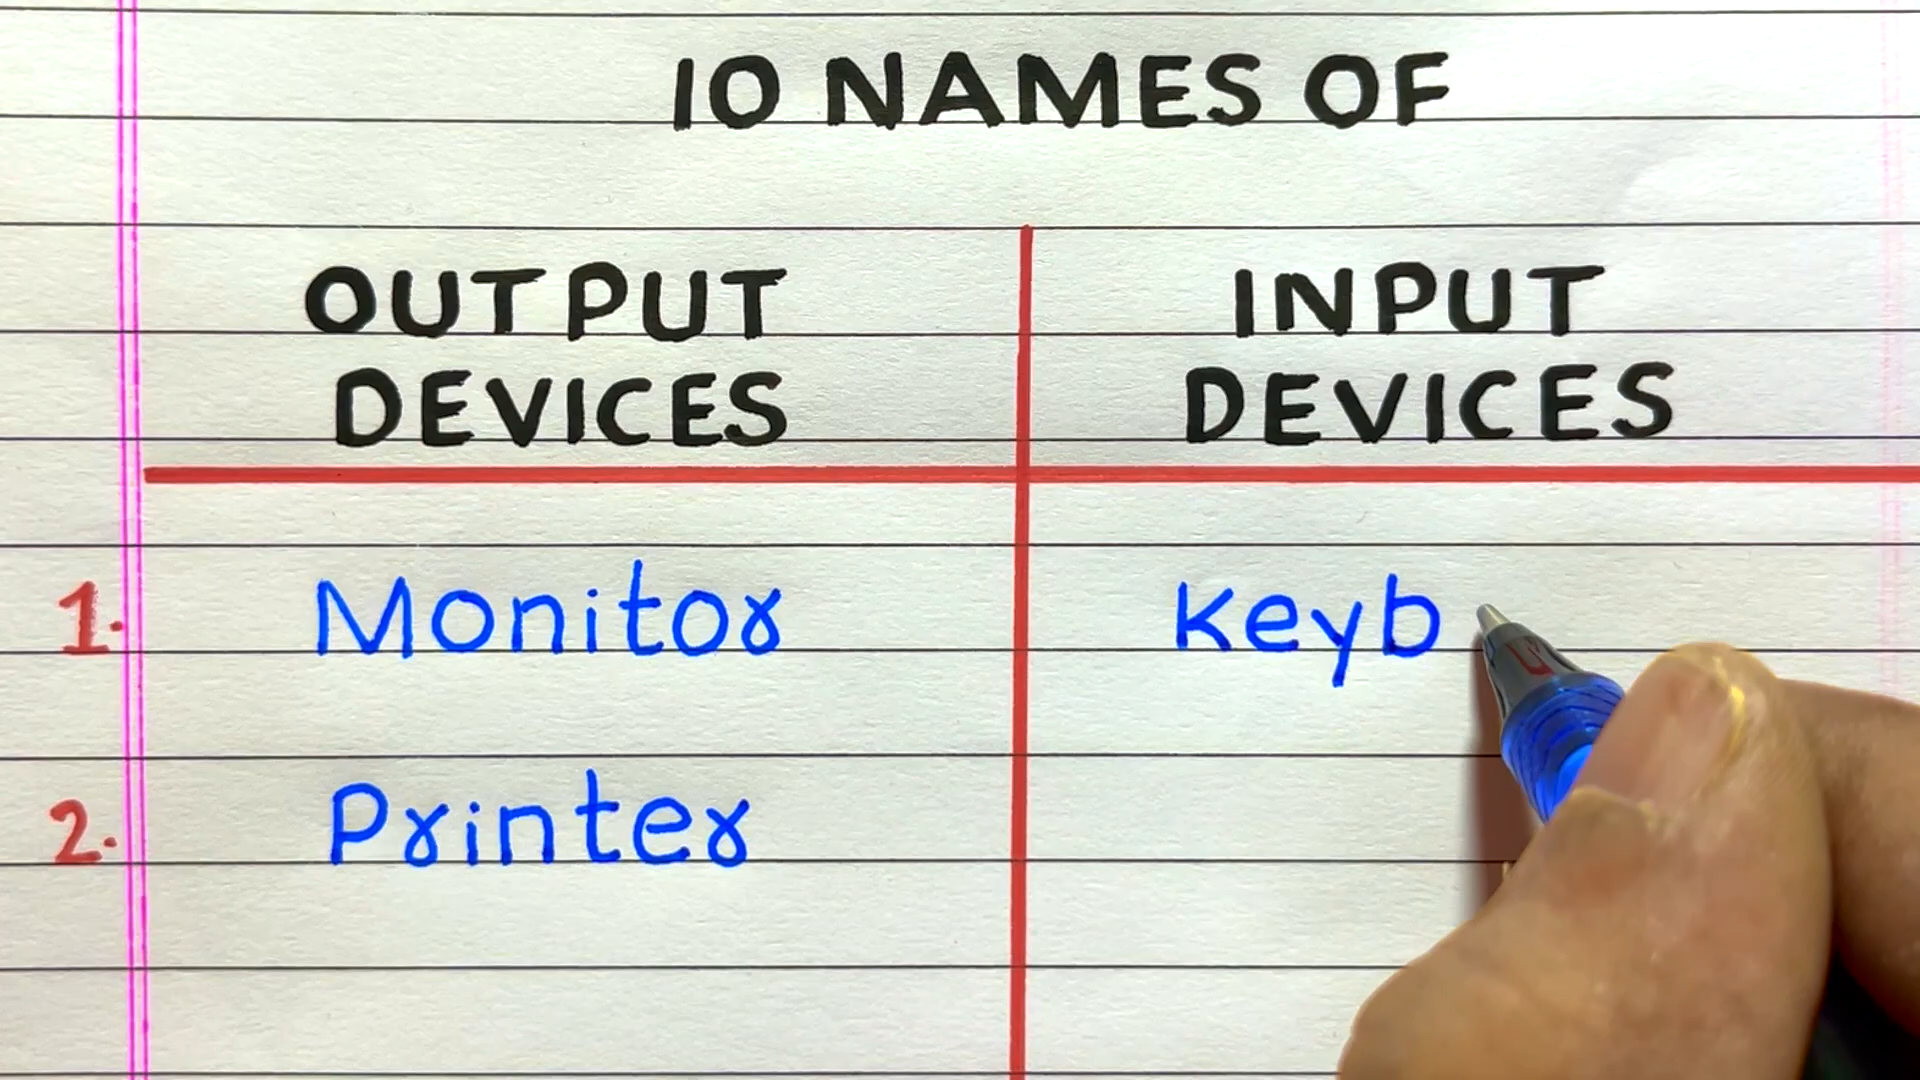 10 NAMES OF
OUTPUT INPUT
DEVICES DEVICES
1. Monitor Keyb
2. Printer